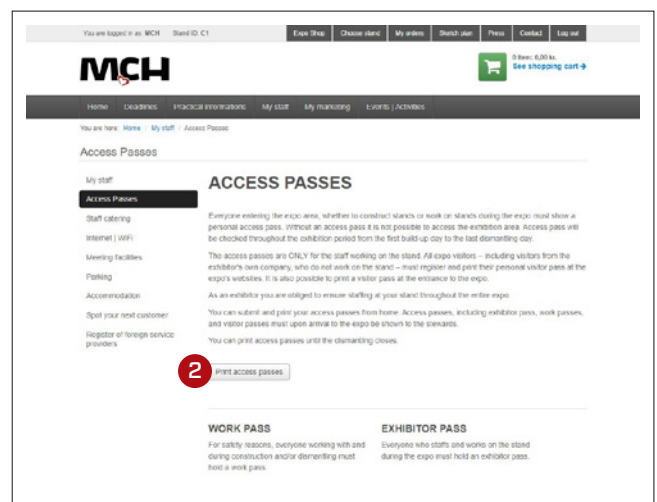 You are logged in as: MCH Stand ID: C1 Expo Shop Choose stand My orders Sketch plan Press Contact Log out
MCH
0 Item: 0,00 kr.
See shopping cart →
Home Deadlines Practical informations My staff My marketing Events | Activities
You are here: Home / My staff / Access Passes
Access Passes
My staff
Access Passes
Staff catering
Internet | WiFi
Meeting facilities
Parking
Accommodation
Spot your next customer
Register of foreign service
providers
ACCESS PASSES
Everyone entering the expo area, whether to construct stands or work on stands during the expo must show a
personal access pass. Without an access pass it is not possible to access the exhibition area. Access pass will
be checked throughout the exhibition period from the first build-up day to the last dismantling day.
The access passes are ONLY for the staff working on the stand. All expo visitors – including visitors from the
exhibitor's own company, who do not work on the stand – must register and print their personal visitor pass at the
expo's websites. It is also possible to print a visitor pass at the entrance to the expo.
As an exhibitor you are obliged to ensure staffing at your stand throughout the entire expo.
You can submit and print your access passes from home. Access passes, including exhibitor pass, work passes,
and visitor passes must upon arrival to the expo be shown to the stewards.
You can print access passes until the dismantling closes.
2 Print access passes
WORK PASS
For safety reasons, everyone working with and
during construction and/or dismantling must
hold a work pass.
EXHIBITOR PASS
Everyone who staffs and works on the stand
during the expo must hold an exhibitor pass.